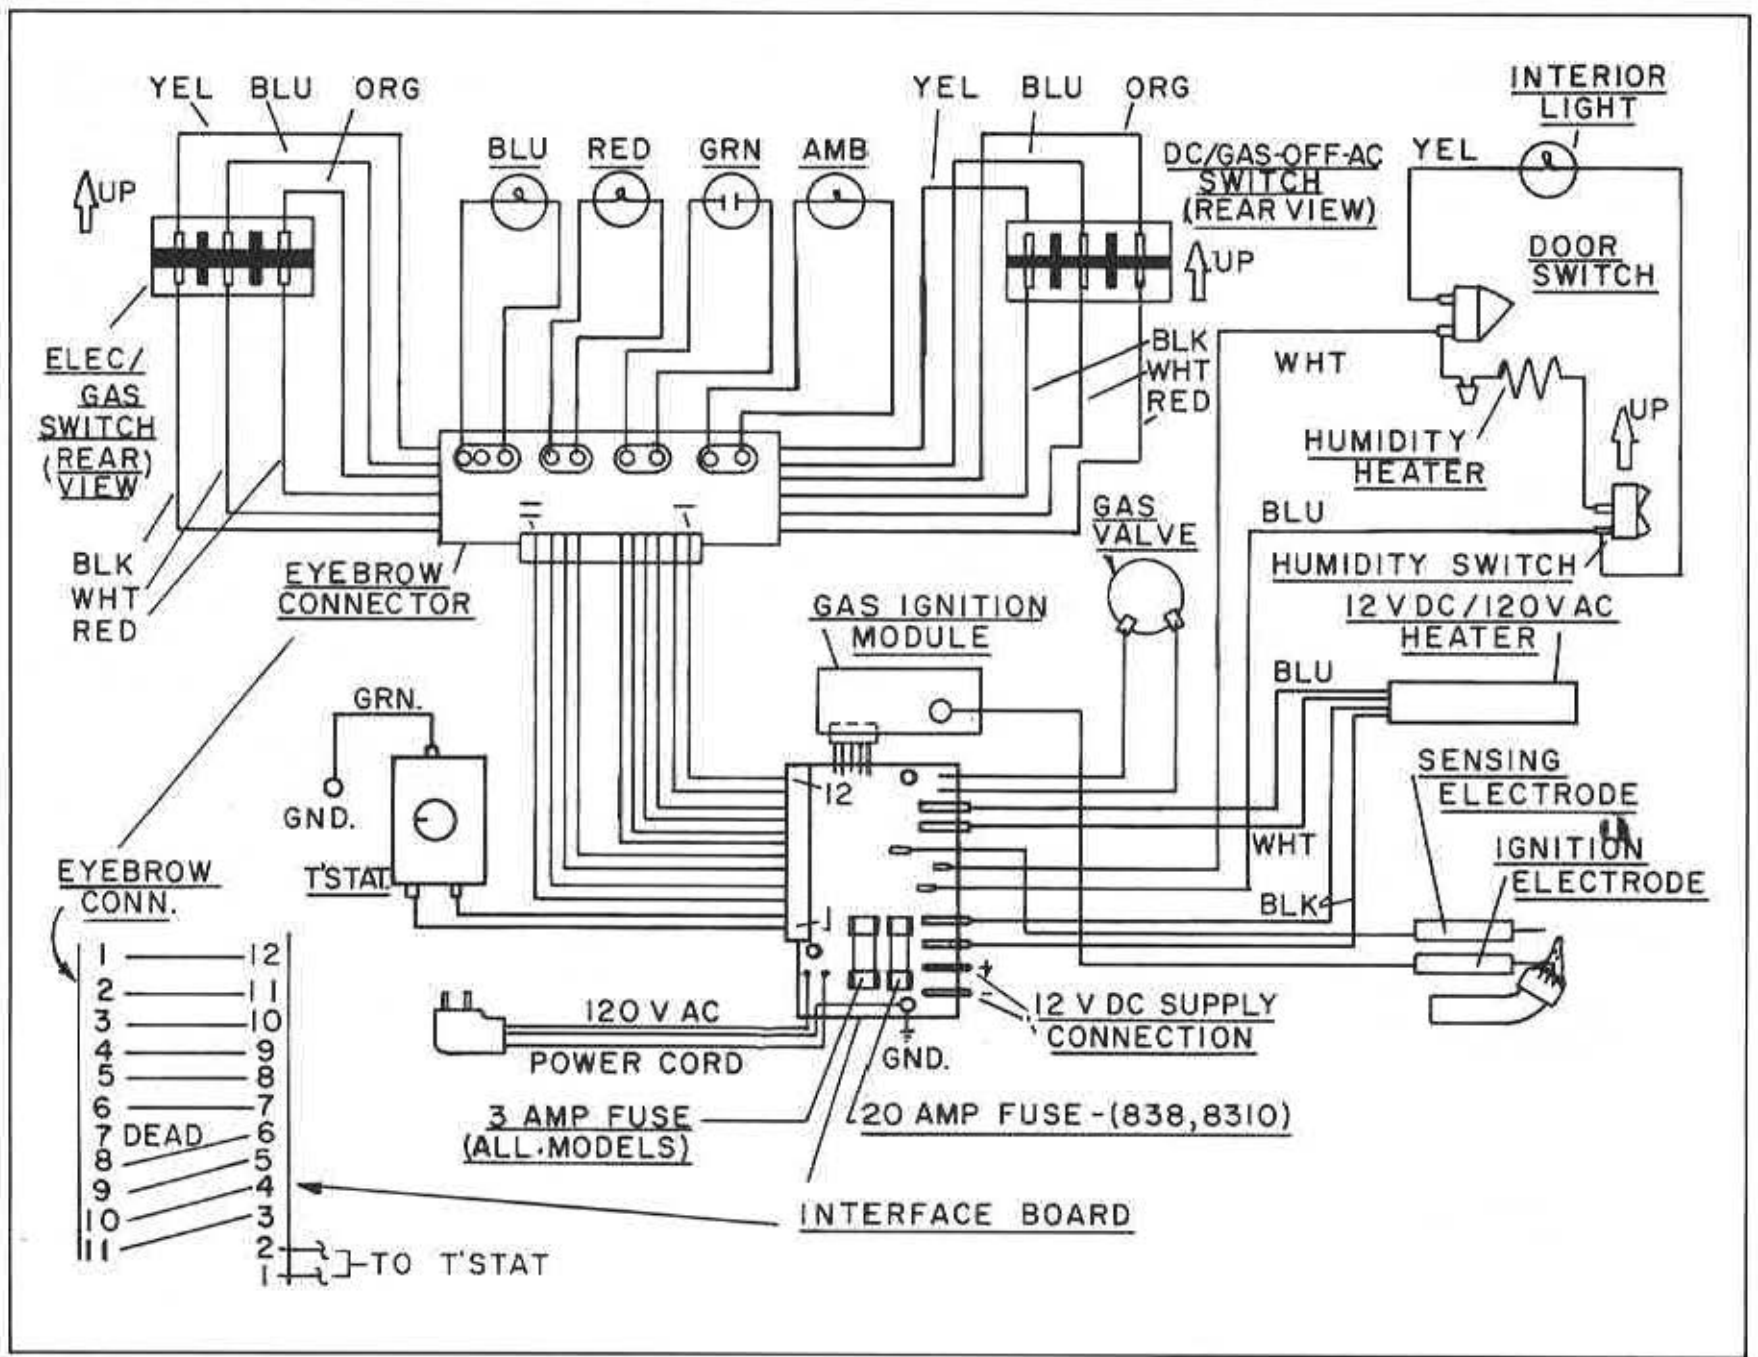 YEL BLU ORG
UP
ELEC/
GAS
SWITCH
(REAR)
VIEW
BLK
WHT
RED
BLU RED GRN AMB
YEL BLU ORG
DC/GAS-OFF-AC
SWITCH
(REAR VIEW)
UP
BLK
WHT
RED
INTERIOR
LIGHT
YEL
DOOR
SWITCH
WHT
HUMIDITY
HEATER
UP
BLU
HUMIDITY SWITCH
EYEBROW
CONNECTOR
11
1
GAS
VALVE
GAS IGNITION
MODULE
12 V DC/120 V AC
HEATER
BLU
WHT
BLK
SENSING
ELECTRODE
IGNITION
ELECTRODE
GRN.
GND.
T'STAT.
12
1
+
-
12 V DC SUPPLY
CONNECTION
120 V AC
POWER CORD
GND.
3 AMP FUSE
(ALL.MODELS)
20 AMP FUSE-(838,8310)
INTERFACE BOARD
EYEBROW
CONN.
1 12
2 11
3 10
4 9
5 8
6 7
7 DEAD 6
8 5
9 4
10 3
11 2
1
TO T'STAT